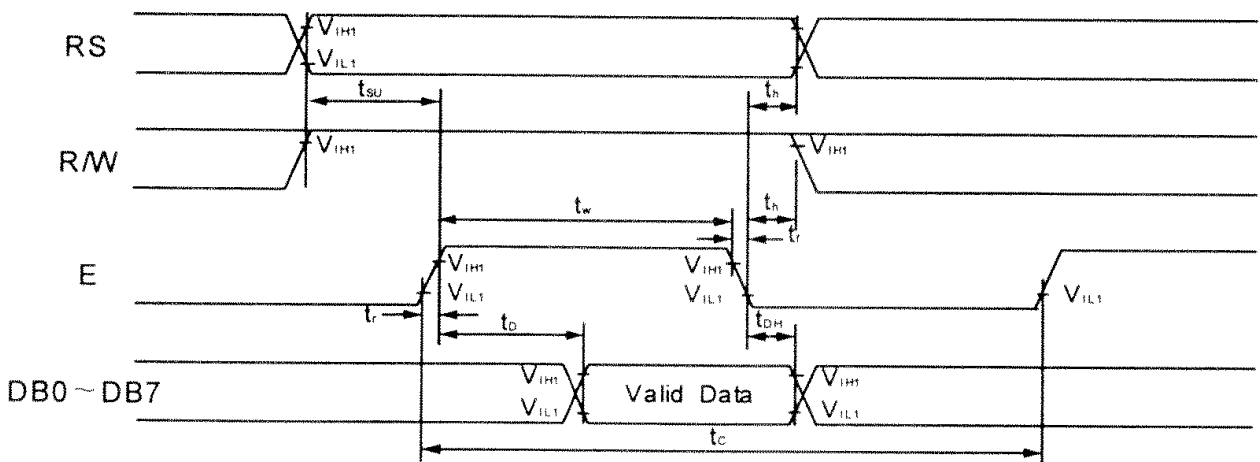 RS
VIH1
VIL1
tSU
th
R/W
VIH1
VIH1
tw
th
tr
E
VIH1
VIH1
VIL1
VIL1
VIL1
tr
tD
tDH
DB0～DB7
VIH1
Valid Data
VIH1
VIL1
VIL1
tC